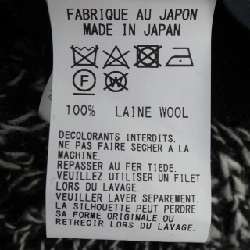 FABRIQUE AU JAPON
MADE IN JAPAN
100% LAINE WOOL
DECOLORANTS INTERDITS.
NE PAS FAIRE SECHER A LA
MACHINE.
REPASSER AU FER TIEDE.
VEUILLEZ UTILISER UN FILET
LORS DU LAVAGE.
VEUILLER LAVER SEPAREMENT.
LA SILHOUETTE PEUT PERDRE
SA FORME ORIGINALE OU
RETRECIR LORS DU LAVAGE.